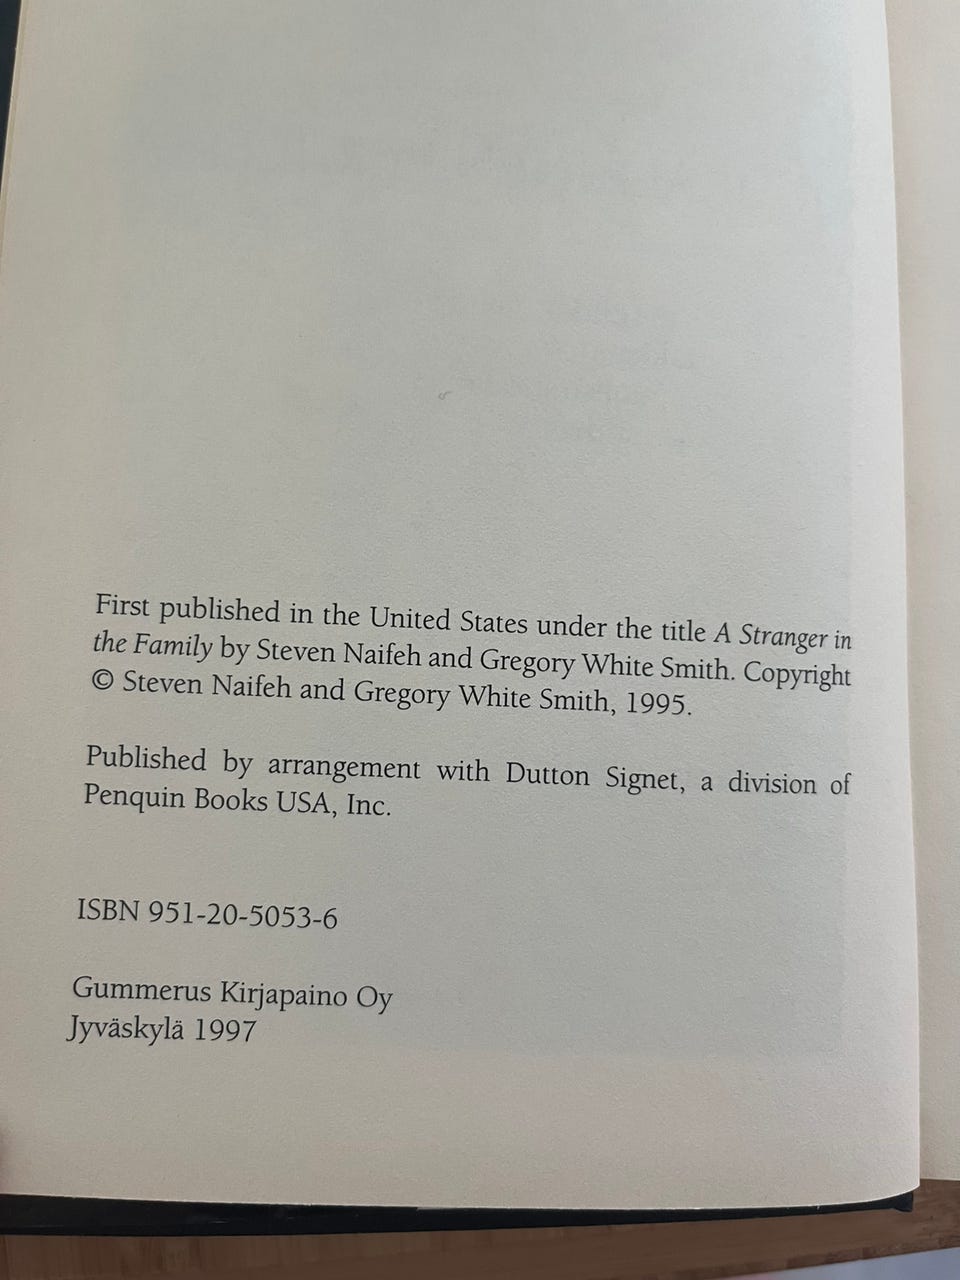 First published in the United States under the title A Stranger in
the Family by Steven Naifeh and Gregory White Smith. Copyright
© Steven Naifeh and Gregory White Smith, 1995.
Published by arrangement with Dutton Signet, a division of
Penquin Books USA, Inc.
ISBN 951-20-5053-6
Gummerus Kirjapaino Oy
Jyväskylä 1997